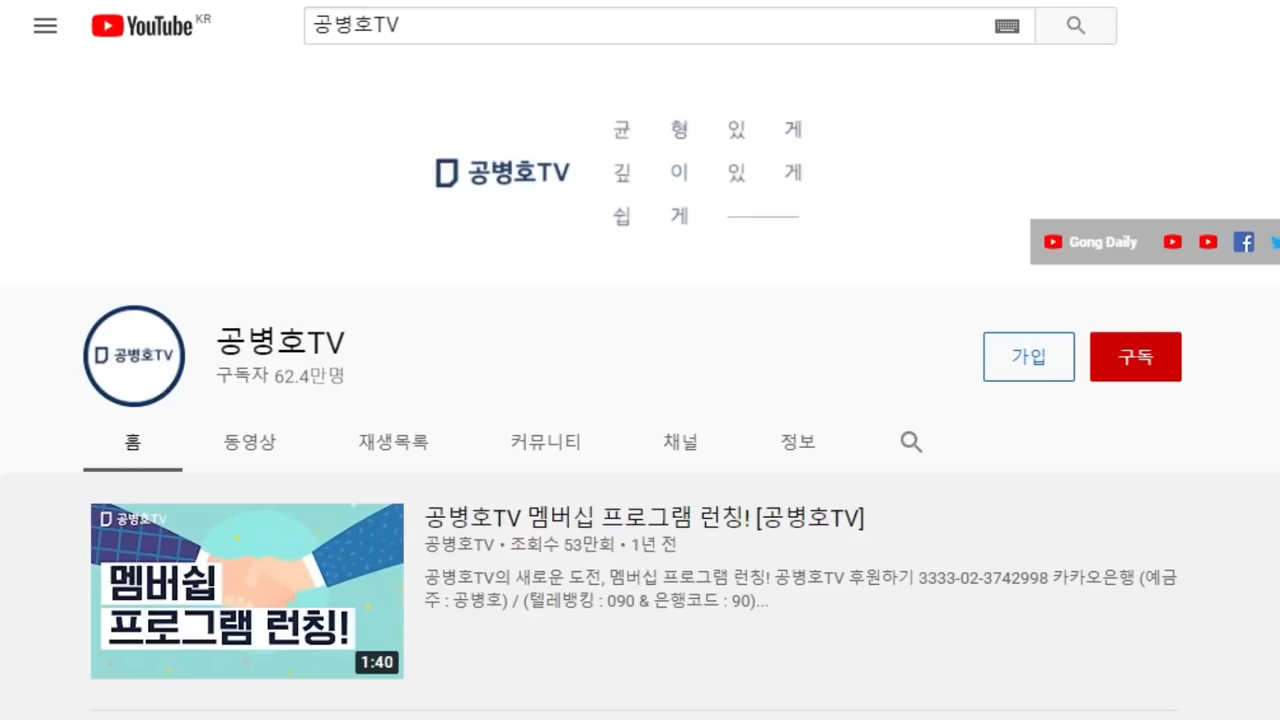 YouTube KR
공병호TV
균형있게
공병호TV 깊이있게
쉽게
Gong Daily
공병호TV
공병호TV
구독자 62.4만명
가입
구독
홈 동영상 재생목록 커뮤니티 채널 정보
공병호TV
멤버쉽
프로그램 런칭!
1:40
공병호TV 멤버십 프로그램 런칭! [공병호TV]
공병호TV • 조회수 53만회 • 1년 전
공병호TV의 새로운 도전, 멤버십 프로그램 런칭! 공병호TV 후원하기 3333-02-3742998 카카오은행 (예금
주 : 공병호) / (텔레뱅킹 : 090 & 은행코드 : 90)...